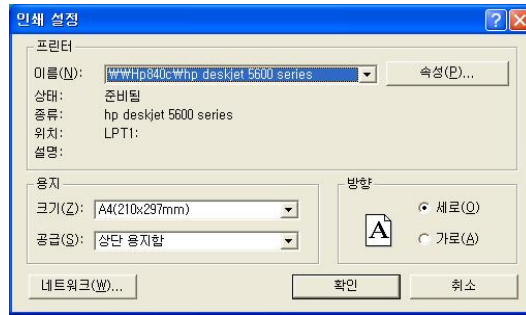 인쇄 설정
프린터
이름(N): ₩₩Hp840c₩hp deskjet 5600 series 속성(P)...
상태: 준비됨
종류: hp deskjet 5600 series
위치: LPT1:
설명:
용지
크기(Z): A4(210x297mm)
공급(S): 상단 용지함
방향
A
세로(O)
가로(A)
네트워크(W)... 확인 취소